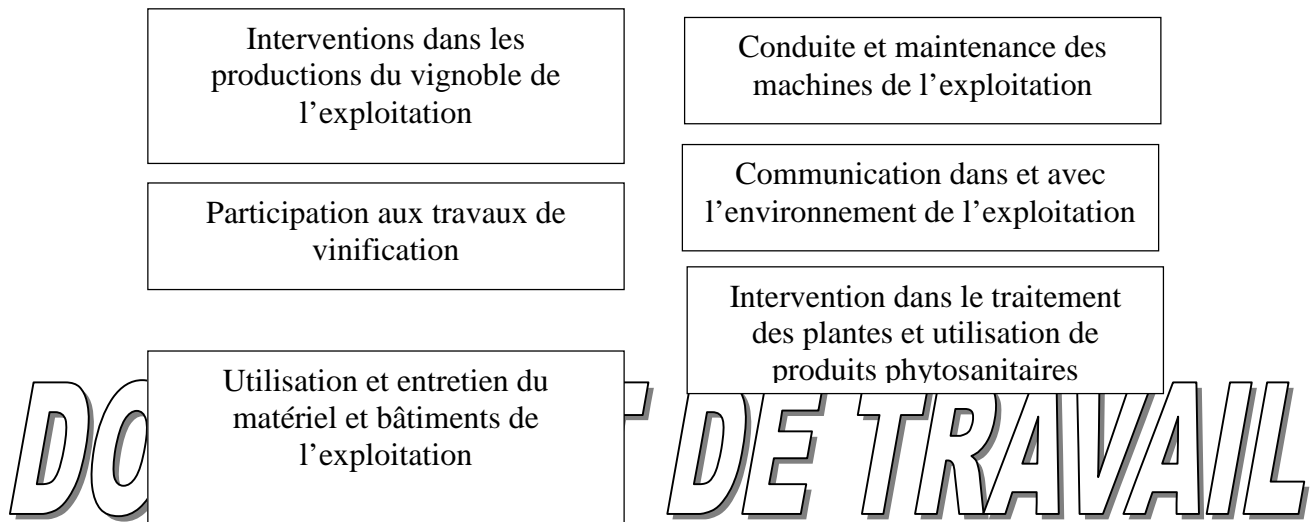 Interventions dans les
productions du vignoble de
l’exploitation
Participation aux travaux de
vinification
Utilisation et entretien du
matériel et bâtiments de
l’exploitation
Conduite et maintenance des
machines de l’exploitation
Communication dans et avec
l’environnement de l’exploitation
Intervention dans le traitement
des plantes et utilisation de
produits phytosanitaires
DE TRAVAIL